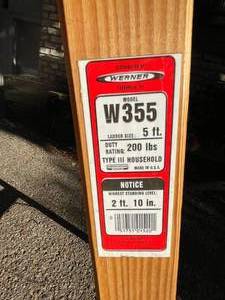 WERNER
MODEL
W355
LADDER SIZE: 5 ft.
DUTY
RATING: 200 lbs
TYPE III HOUSEHOLD
MADE IN U.S.A.
NOTICE
HIGHEST STANDING LEVEL:
2 ft. 10 in.